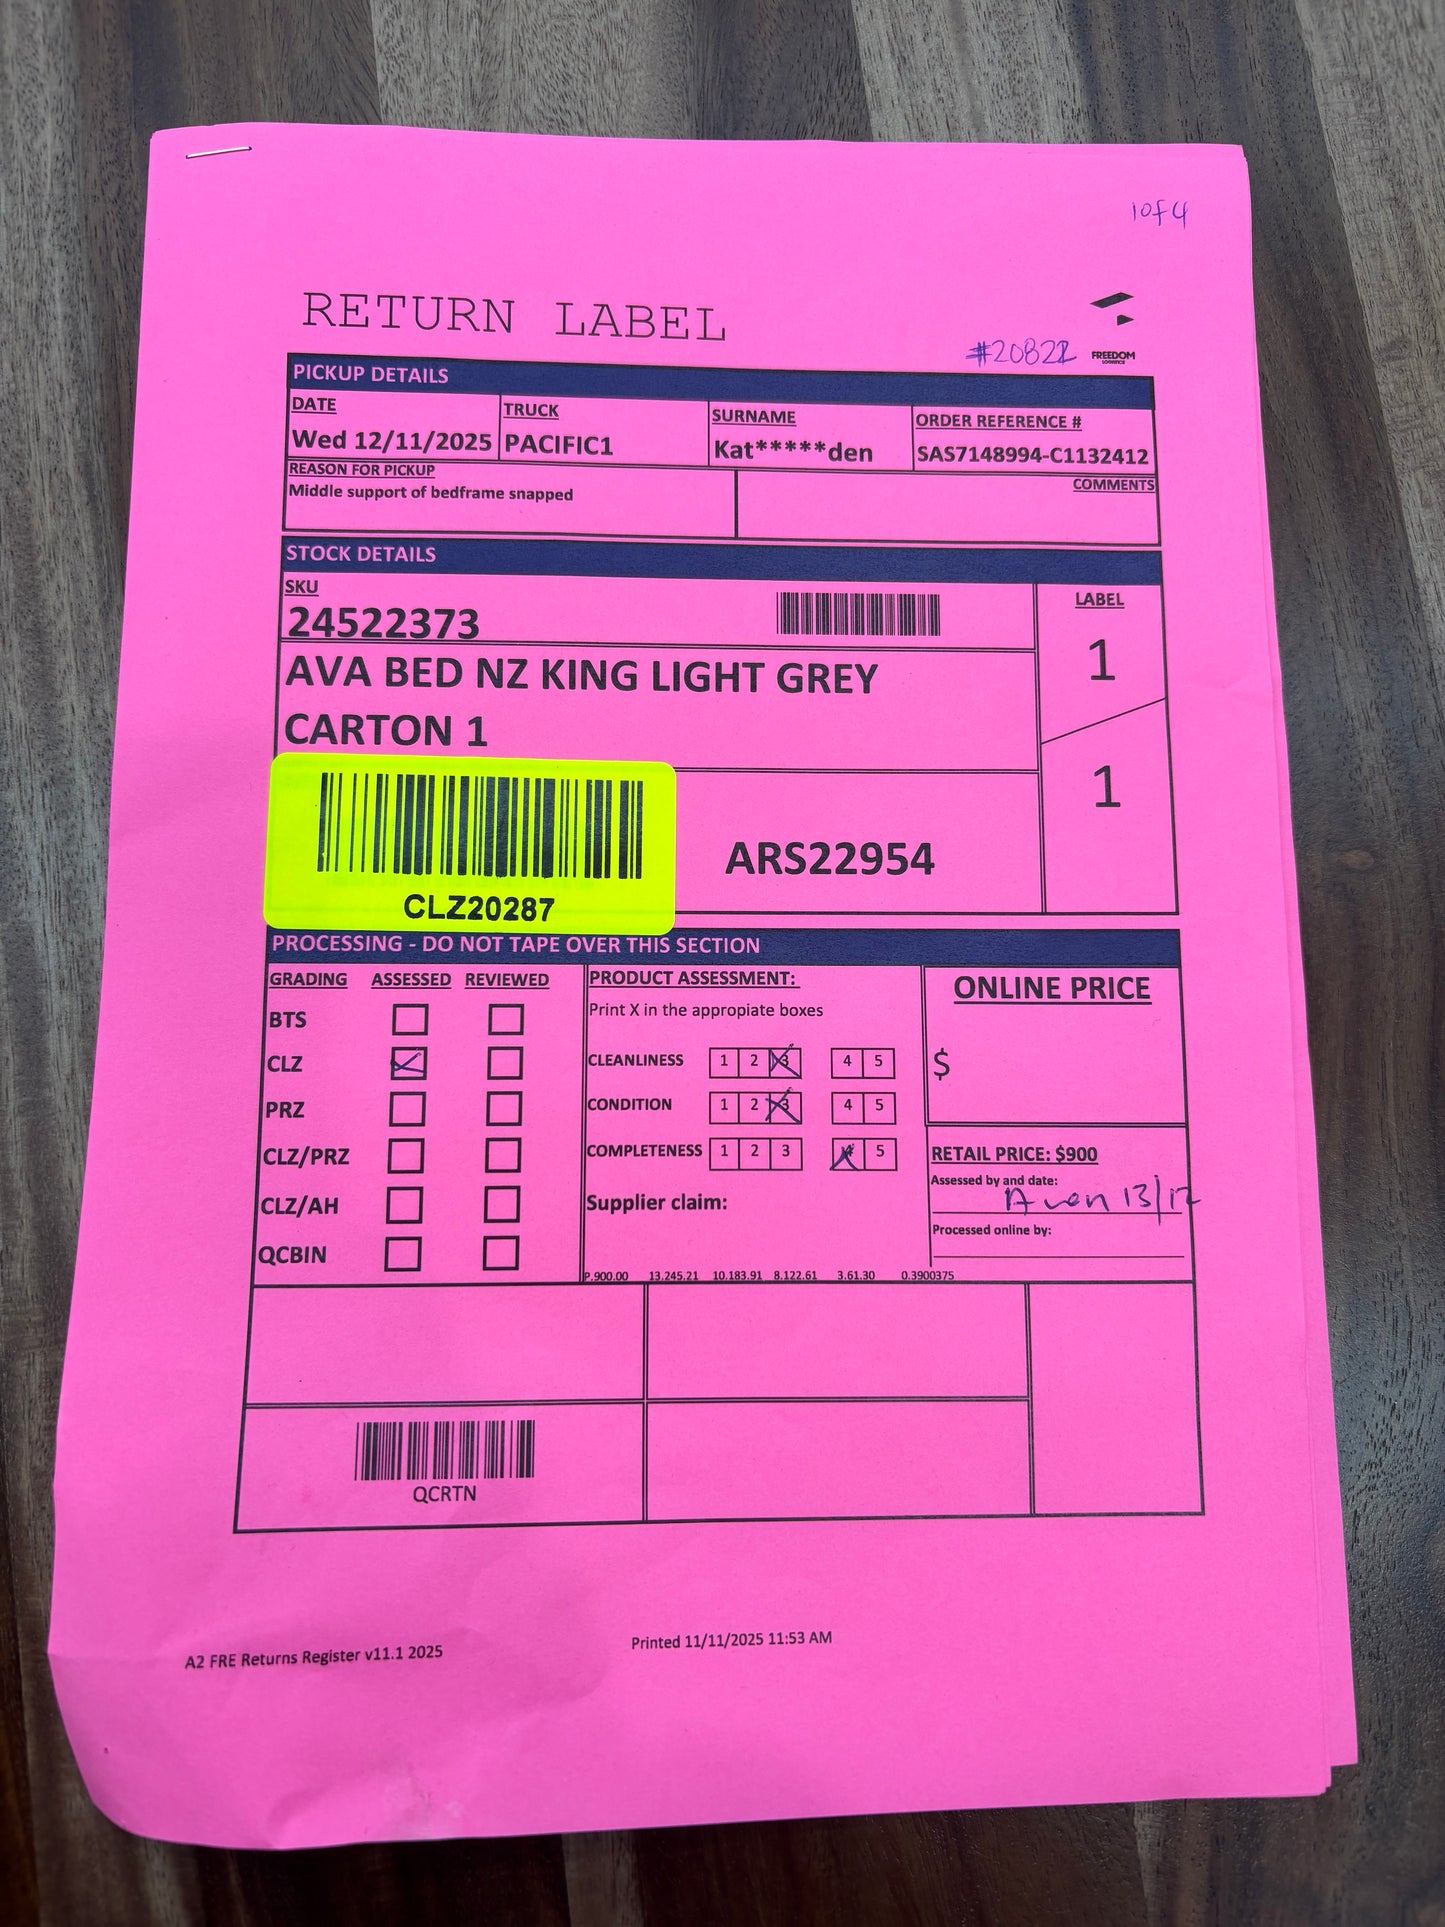 1 of 4
RETURN LABEL
FREEDOM
LOGISTICS
PICKUP DETAILS
DATE TRUCK SURNAME ORDER REFERENCE #
Wed 12/11/2025 PACIFIC1 Kat*****den SAS7148994-C1132412
REASON FOR PICKUP COMMENTS
Middle support of bedframe snapped
STOCK DETAILS
SKU LABEL
24522373
1
AVA BED NZ KING LIGHT GREY
CARTON 1
1
ARS22954
CLZ20287
PROCESSING - DO NOT TAPE OVER THIS SECTION
GRADING ASSESSED REVIEWED PRODUCT ASSESSMENT: ONLINE PRICE
BTS Print X in the appropiate boxes
CLZ CLEANLINESS 1 2 3 4 5 $
PRZ CONDITION 1 2 3 4 5
CLZ/PRZ COMPLETENESS 1 2 3 4 5 RETAIL PRICE: $900
Assessed by and date:
CLZ/AH Supplier claim: 13/12
Processed online by:
QCBIN
P.900.00 13.245.21 10.183.91 8.122.61 3.61.30 0.3900375
QCRTN
A2 FRE Returns Register v11.1 2025 Printed 11/11/2025 11:53 AM